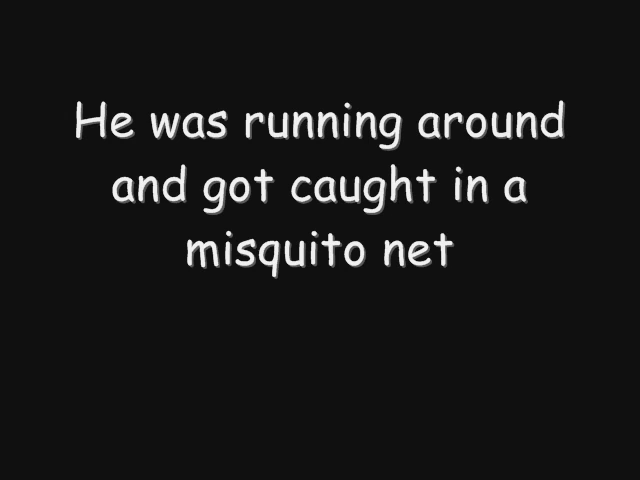 He was running around
and got caught in a
misquito net